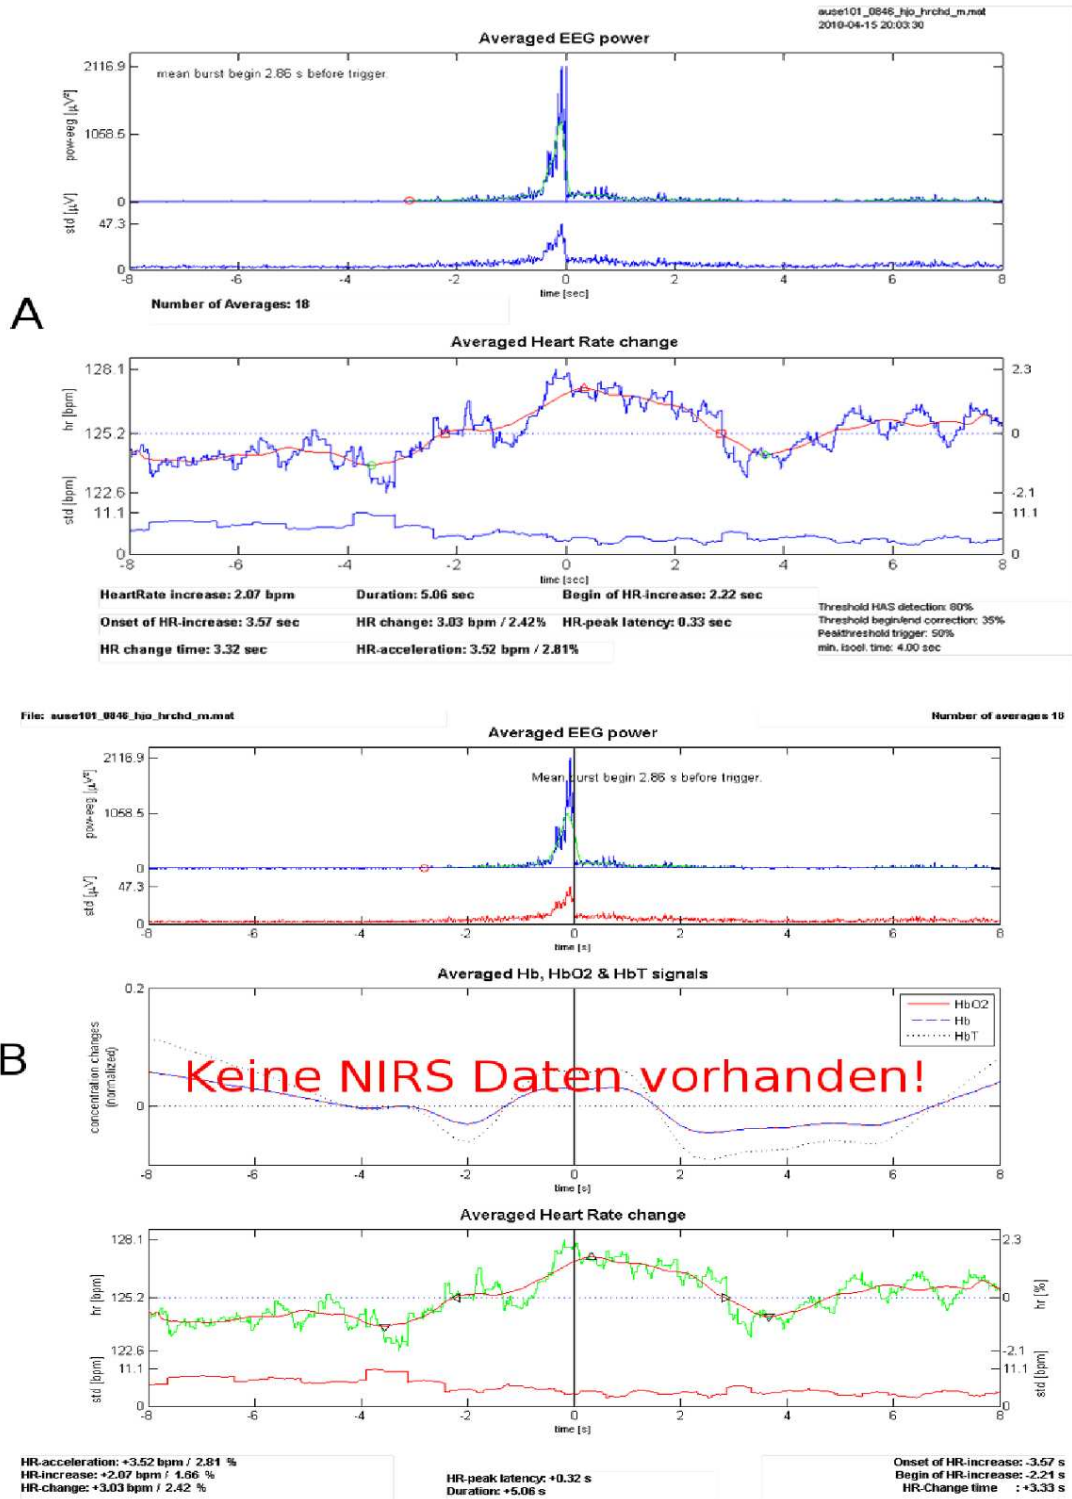 ause101_0846_hjo_hrchd_m.mat
2010-04-15 20:03:30
Averaged EEG power
mean burst begin 2.86 s before trigger.
pow-eeg [µV²]
2116.9
1058.5
0
std [µV]
47.3
0
-8 -6 -4 -2 0 2 4 6 8
time [sec]
Number of Averages: 18
A
Averaged Heart Rate change
hr [bpm]
128.1
125.2
122.6
2.3
0
-2.1
std [bpm]
11.1
0
11.1
0
-8 -6 -4 -2 0 2 4 6 8
time [sec]
HeartRate increase: 2.07 bpm Duration: 5.06 sec Begin of HR-increase: 2.22 sec
Onset of HR-increase: 3.57 sec HR change: 3.03 bpm / 2.42% HR-peak latency: 0.33 sec
HR change time: 3.32 sec HR-acceleration: 3.52 bpm / 2.81%
Threshold HAS detection: 80%
Threshold begin/end correction: 35%
Peakthreshold trigger: 50%
min. isoel. time: 4.00 sec
File: ause101_0846_hjo_hrchd_m.mat Number of averages 18
Averaged EEG power
Mean burst begin 2.86 s before trigger.
pow-eeg [µV²]
2116.9
1058.5
0
std [µV]
47.3
0
-8 -6 -4 -2 0 2 4 6 8
time [s]
B
Averaged Hb, HbO2 & HbT signals
concentration changes
(normalized)
0.2
0
HbO2
Hb
HbT
Keine NIRS Daten vorhanden!
-8 -6 -4 -2 0 2 4 6 8
time [s]
Averaged Heart Rate change
hr [bpm]
128.1
125.2
122.6
2.3
0
-2.1
hr [%]
std [bpm]
11.1
0
11.1
0
std [bpm]
-8 -6 -4 -2 0 2 4 6 8
time [s]
HR-acceleration: +3.52 bpm / 2.81 %
HR-increase: +2.07 bpm / 1.66 %
HR-change: +3.03 bpm / 2.42 %
HR-peak latency: +0.32 s
Duration: +5.06 s
Onset of HR-increase: -3.57 s
Begin of HR-increase: -2.21 s
HR-Change time : +3.33 s